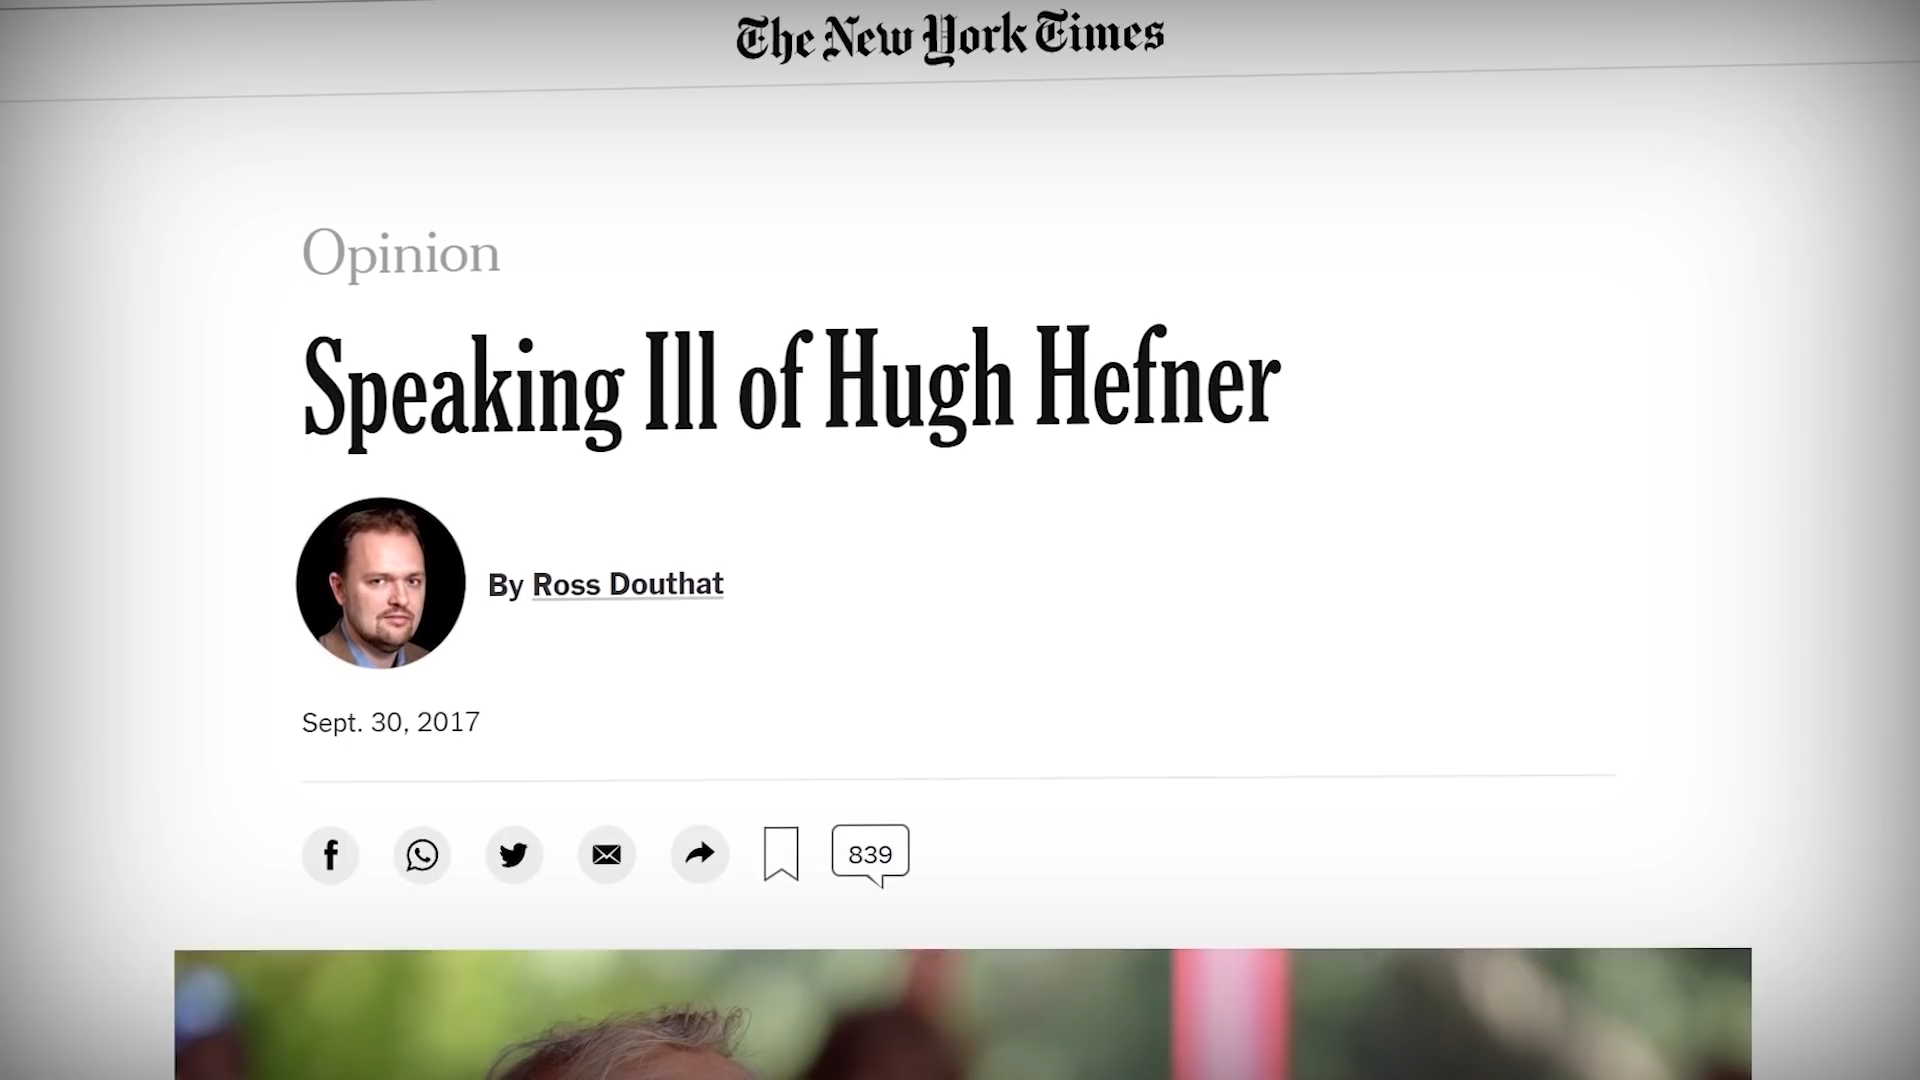 The New York Times
Opinion
Speaking Ill of Hugh Hefner
By Ross Douthat
Sept. 30, 2017
839